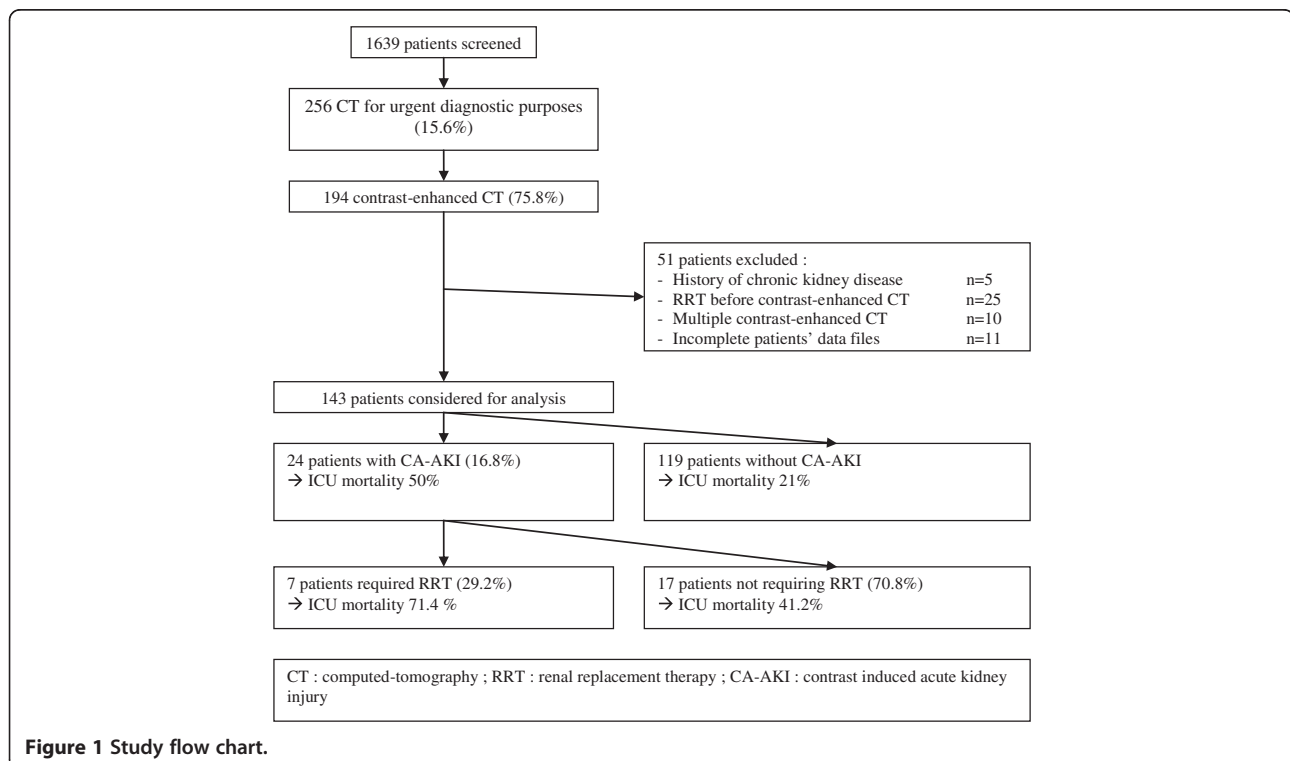 1639 patients screened
256 CT for urgent diagnostic purposes
(15.6%)
194 contrast-enhanced CT (75.8%)
51 patients excluded :
- History of chronic kidney disease n=5
- RRT before contrast-enhanced CT n=25
- Multiple contrast-enhanced CT n=10
- Incomplete patients' data files n=11
143 patients considered for analysis
24 patients with CA-AKI (16.8%)
→ ICU mortality 50%
119 patients without CA-AKI
→ ICU mortality 21%
7 patients required RRT (29.2%)
→ ICU mortality 71.4 %
17 patients not requiring RRT (70.8%)
→ ICU mortality 41.2%
CT : computed-tomography ; RRT : renal replacement therapy ; CA-AKI : contrast induced acute kidney
injury
Figure 1 Study flow chart.